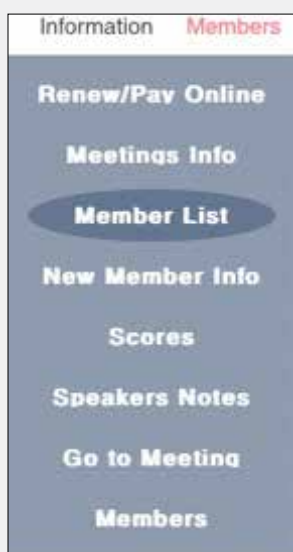 Information Members
Renew/Pay Online
Meetings Info
Member List
New Member Info
Scores
Speakers Notes
Go to Meeting
Members